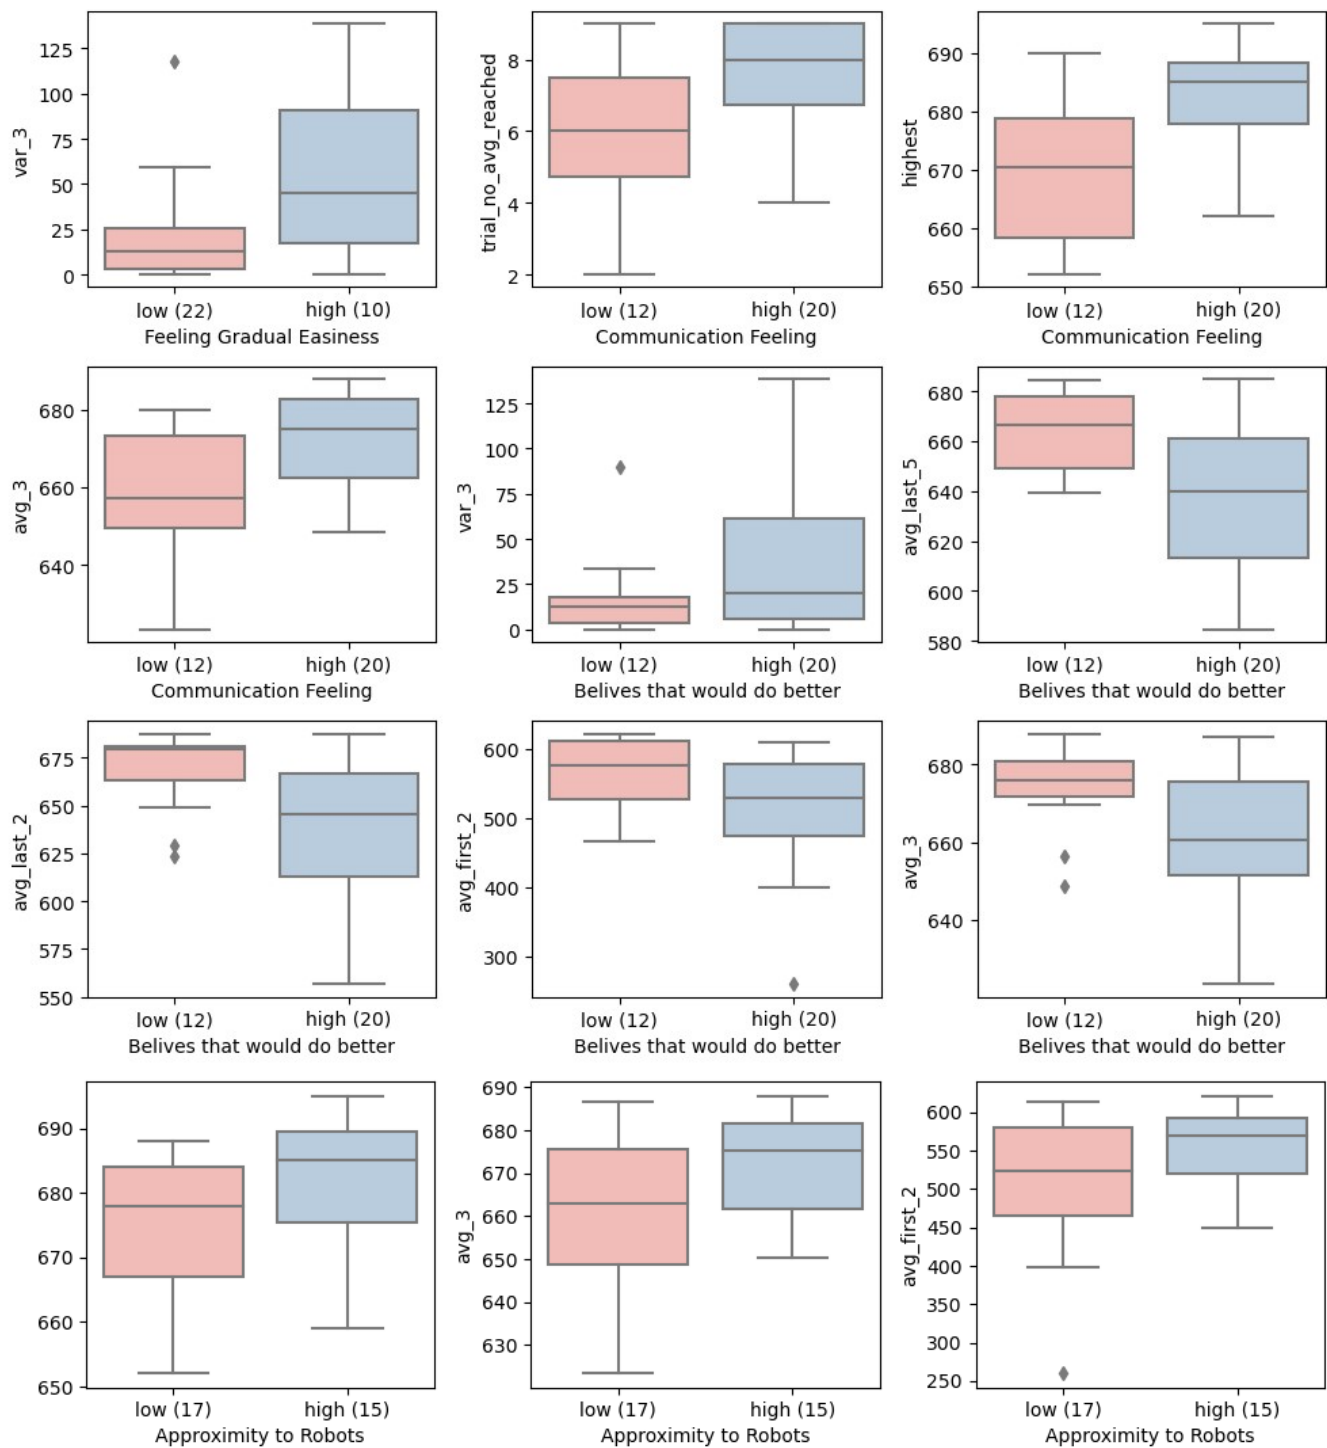 var_3
125
100
75
50
25
0
low (22) high (10)
Feeling Gradual Easiness
trial_no_avg_reached
8
6
4
2
low (12) high (20)
Communication Feeling
highest
690
680
670
660
650
low (12) high (20)
Communication Feeling
avg_3
680
660
640
low (12) high (20)
Communication Feeling
var_3
125
100
75
50
25
0
low (12) high (20)
Belives that would do better
avg_last_5
680
660
640
620
600
580
low (12) high (20)
Belives that would do better
avg_last_2
675
650
625
600
575
550
low (12) high (20)
Belives that would do better
avg_first_2
600
500
400
300
low (12) high (20)
Belives that would do better
avg_3
680
660
640
low (12) high (20)
Belives that would do better
690
680
670
660
650
low (17) high (15)
Approximity to Robots
avg_3
690
680
670
660
650
640
630
low (17) high (15)
Approximity to Robots
avg_first_2
600
550
500
450
400
350
300
250
low (17) high (15)
Approximity to Robots